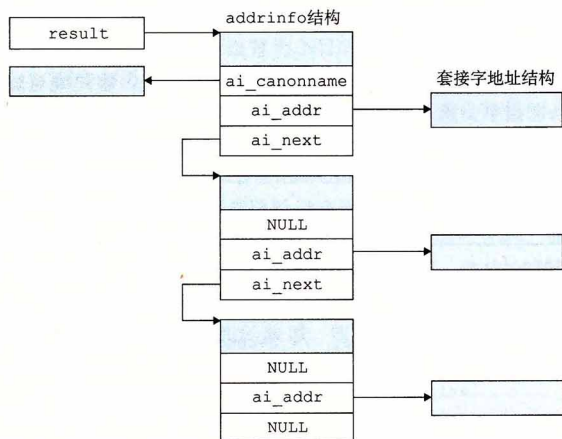 addrinfo结构
result
ai_canonname
套接字地址结构
ai_addr
ai_next
NULL
ai_addr
ai_next
NULL
ai_addr
NULL